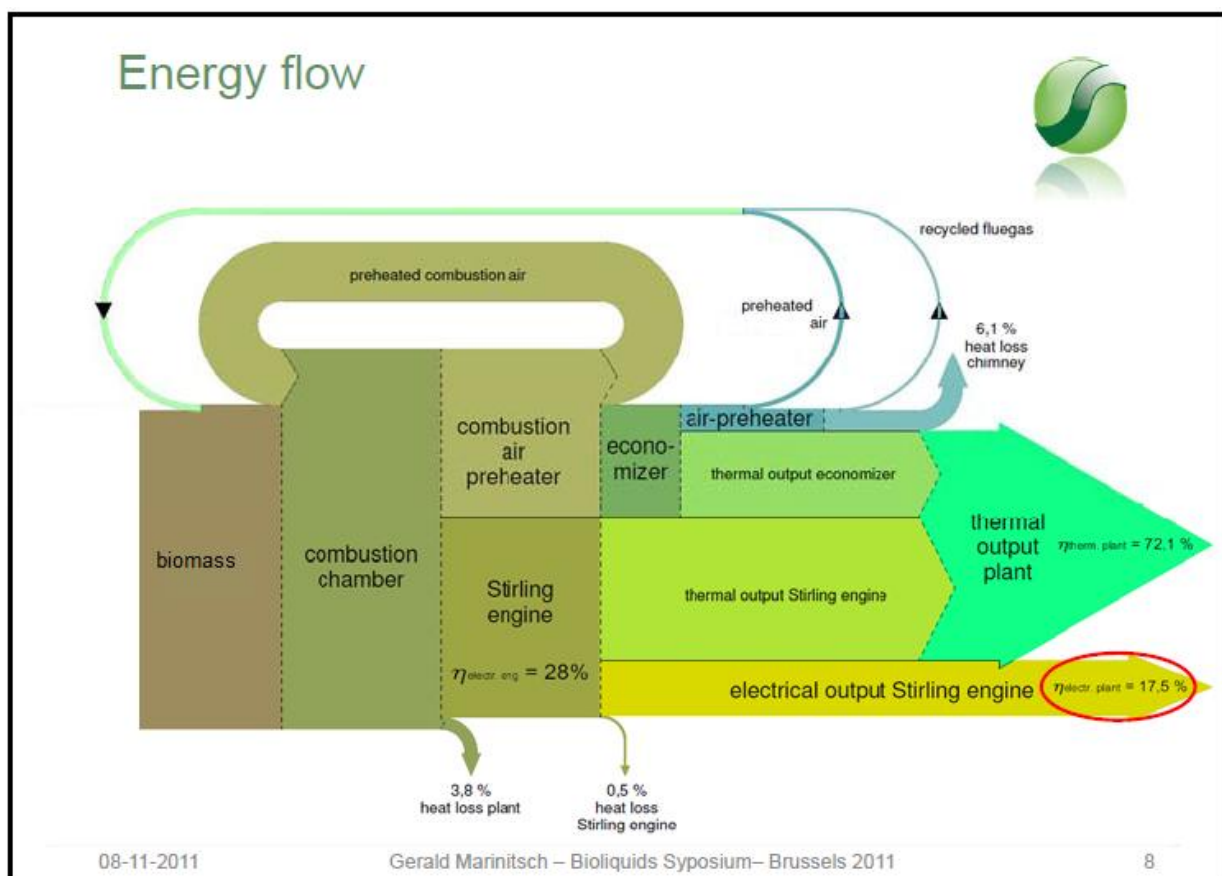 Energy flow
recycled fluegas
preheated combustion air
preheated
air
6,1 %
heat loss
chimney
biomass
combustion
chamber
combustion
air
preheater
econo-
mizer
air-preheater
thermal output economizer
thermal
output
plant
ηtherm. plant = 72,1 %
Stirling
engine
ηelectr. eng = 28%
thermal output Stirling engine
electrical output Stirling engine
ηelectr. plant = 17,5 %
3,8 %
heat loss plant
0,5 %
heat loss
Stirling engine
08-11-2011
Gerald Marinitsch – Bioliquids Syposium– Brussels 2011
8